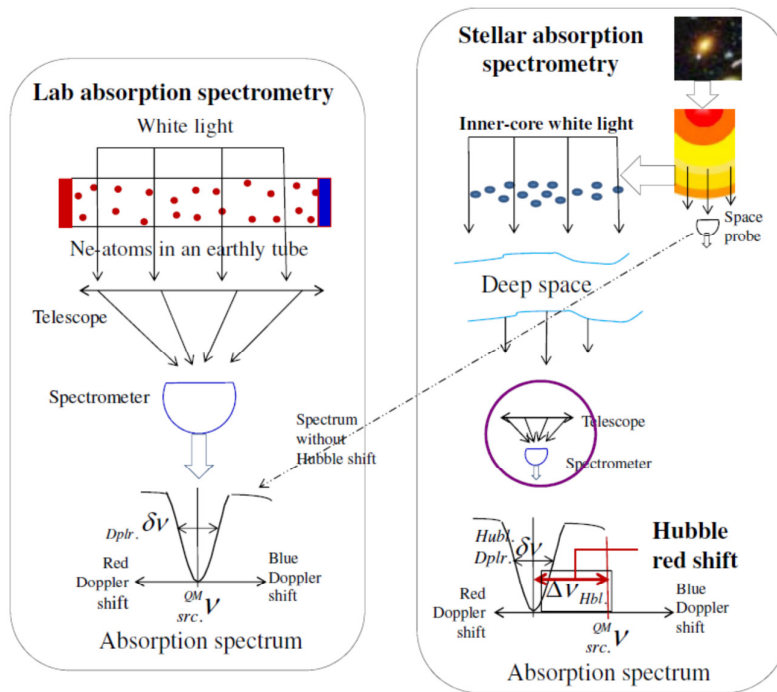 Lab absorption spectrometry
White light
Ne-atoms in an earthly tube
Telescope
Spectrometer
Spectrum
without
Hubble shift
Dplr. δν
Red
Doppler
shift
Blue
Doppler
shift
QM
src. ν
Absorption spectrum
Stellar absorption
spectrometry
Inner-core white light
Space
probe
Deep space
Telescope
Spectrometer
Hubl.
Dplr. δν
Hubble
red shift
Δν Hbl.
Red
Doppler
shift
Blue
Doppler
shift
QM
src. ν
Absorption spectrum